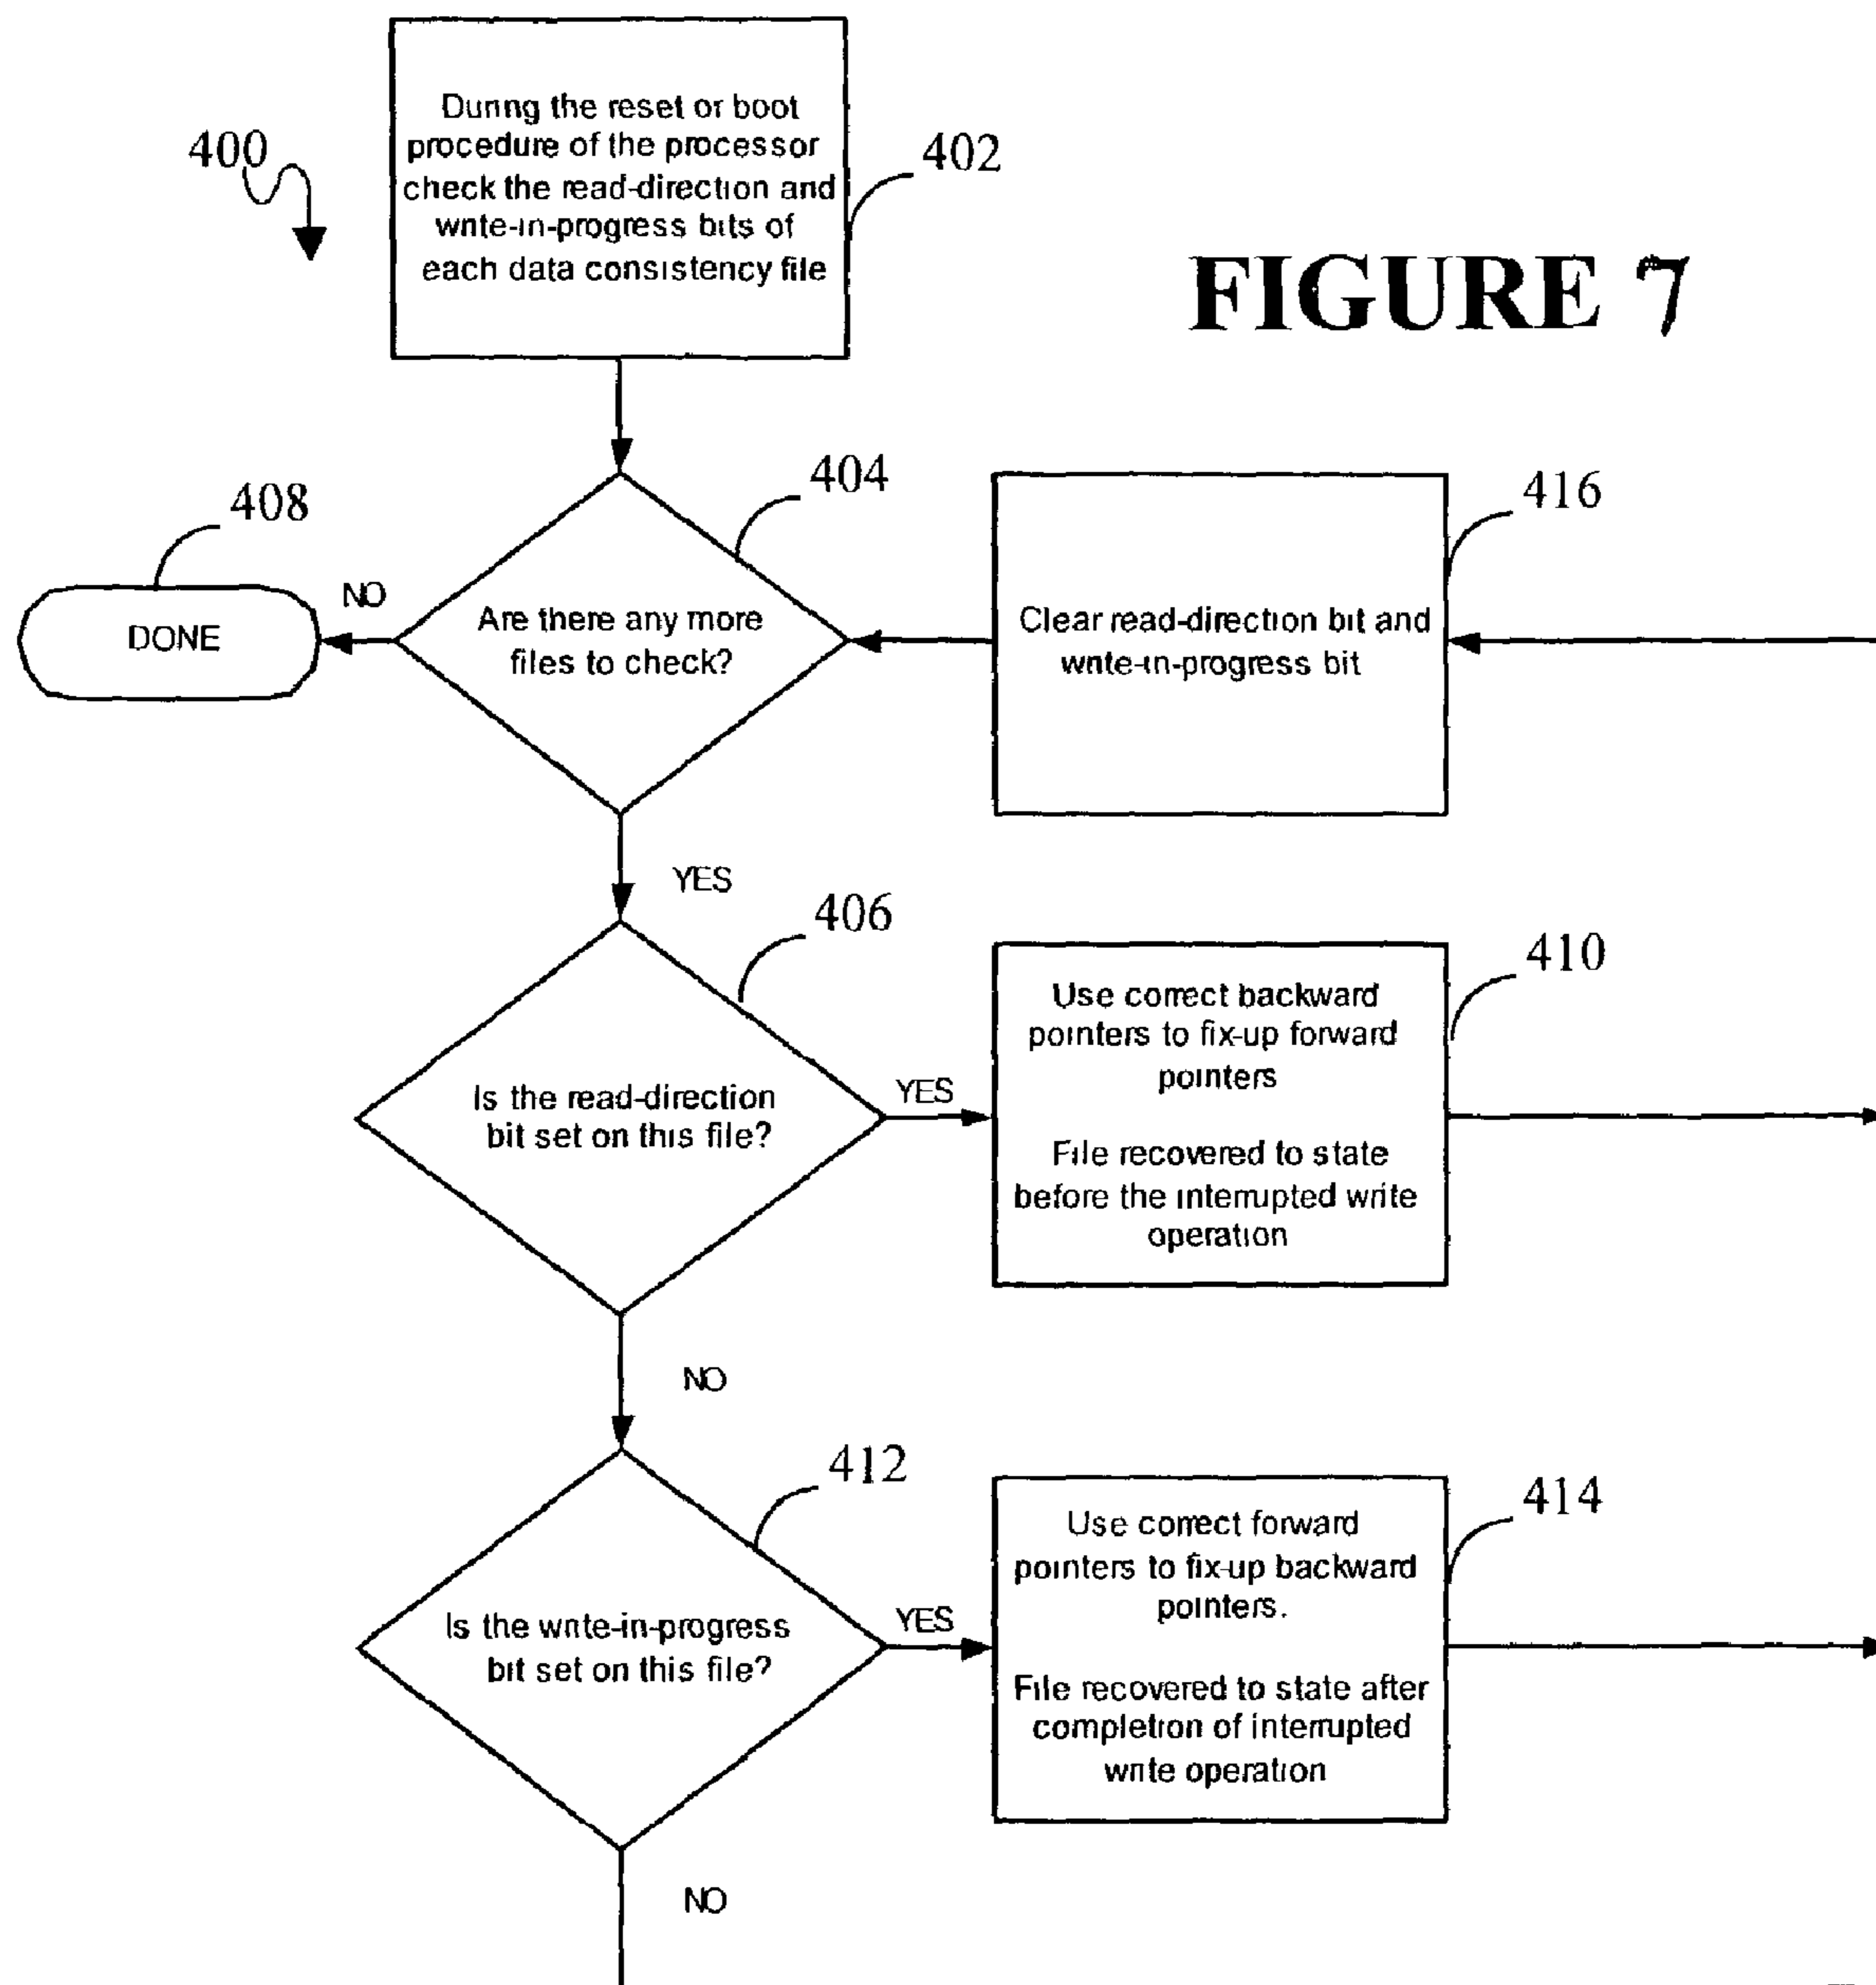 During the reset or boot
procedure of the processor
check the read-direction and
write-in-progress bits of
each data consistency file
400
402
FIGURE 7
404
416
408
NO
DONE
Are there any more
files to check?
Clear read-direction bit and
write-in-progress bit
YES
406
410
Is the read-direction
bit set on this file?
YES
Use correct backward
pointers to fix-up forward
pointers
File recovered to state
before the interrupted write
operation
NO
412
414
Is the write-in-progress
bit set on this file?
YES
Use correct forward
pointers to fix-up backward
pointers.
File recovered to state after
completion of interrupted
write operation
NO